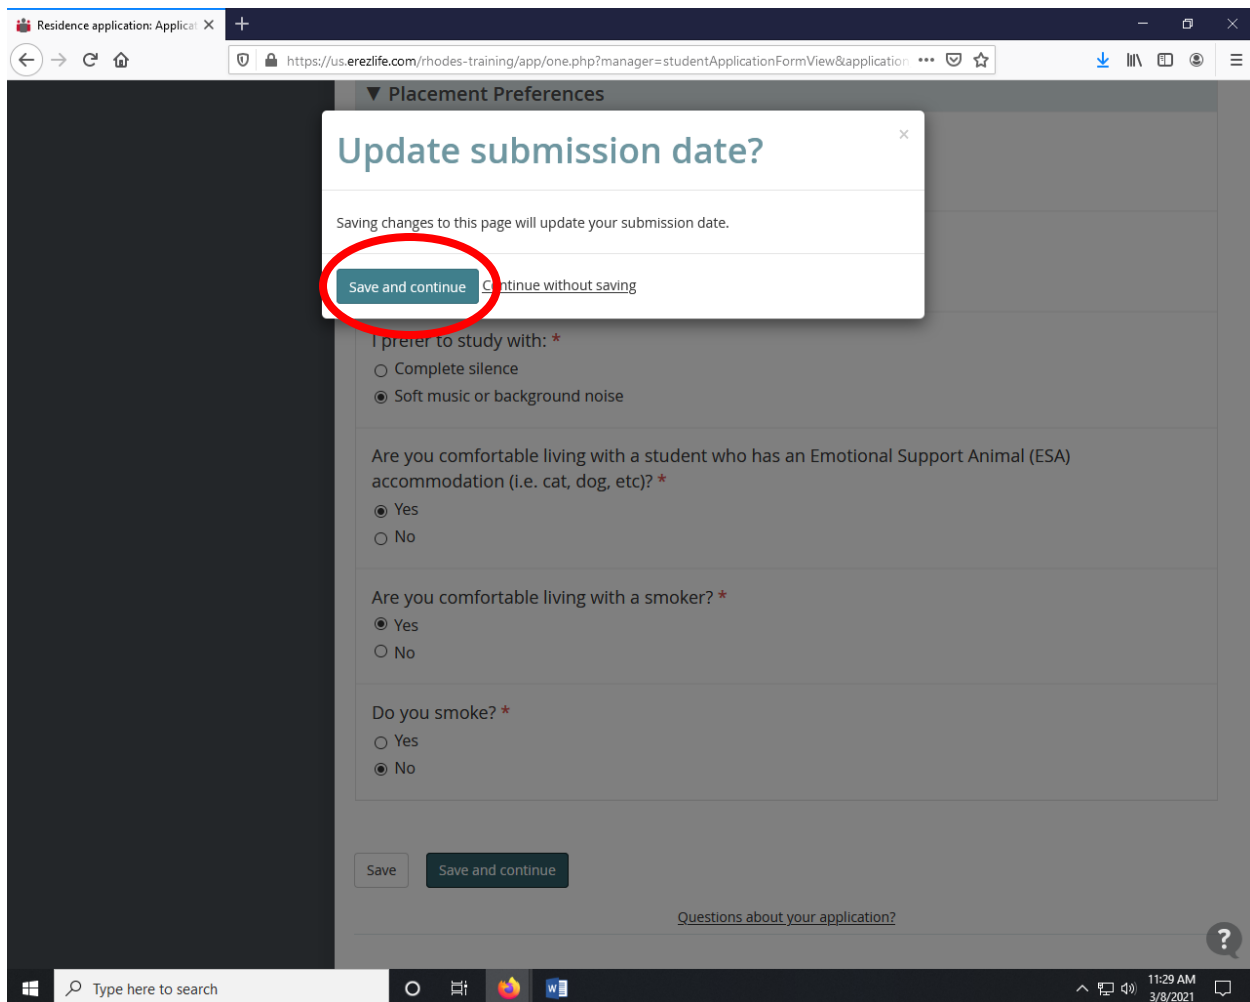 Residence application: Applicat
https://us.erezlife.com/rhodes-training/app/one.php?manager=studentApplicationFormView&application
▼ Placement Preferences
Update submission date?
Saving changes to this page will update your submission date.
Save and continue Continue without saving
I prefer to study with: *
Complete silence
Soft music or background noise
Are you comfortable living with a student who has an Emotional Support Animal (ESA)
accommodation (i.e. cat, dog, etc)? *
Yes
No
Are you comfortable living with a smoker? *
Yes
No
Do you smoke? *
Yes
No
Save Save and continue
Questions about your application?
?
Type here to search
11:29 AM
3/8/2021